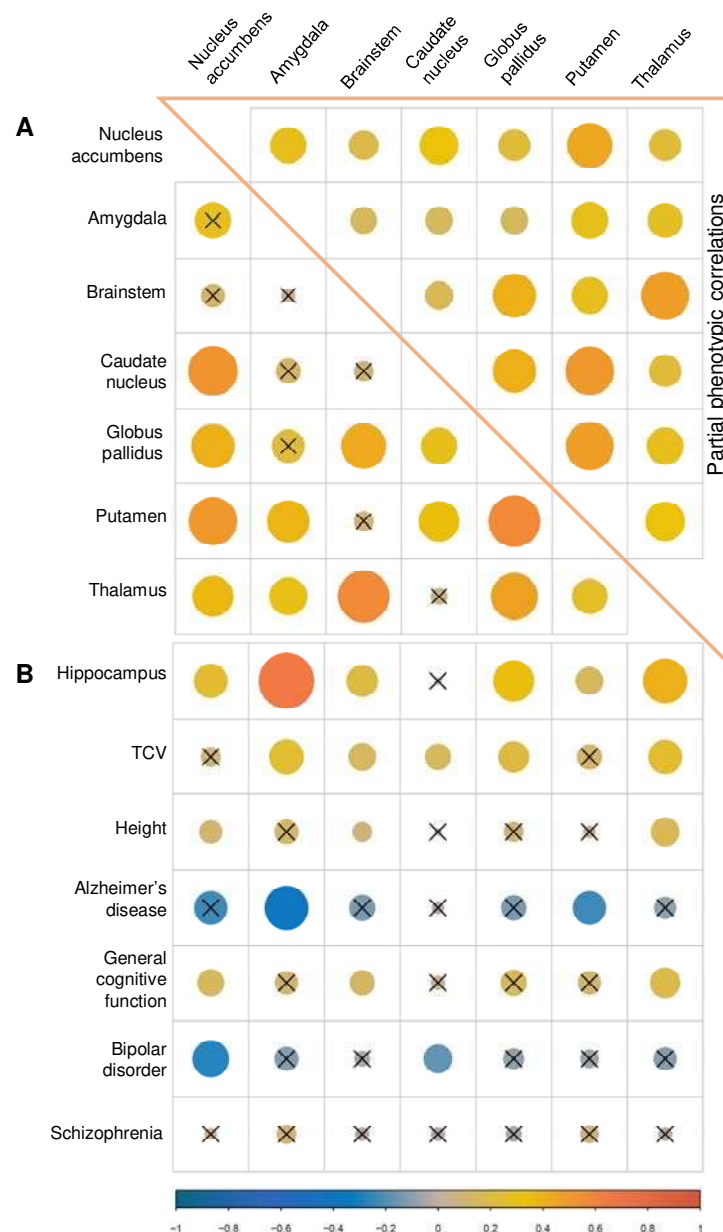 Nucleus
accumbens
Amygdala
Brainstem
Caudate
nucleus
Globus
pallidus
Putamen
Thalamus
A
Nucleus
accumbens
Amygdala
Brainstem
Caudate
nucleus
Globus
pallidus
Putamen
Thalamus
Partial phenotypic correlations
B
Hippocampus
TCV
Height
Alzheimer's
disease
General
cognitive
function
Bipolar
disorder
Schizophrenia
−1 −0.8 −0.6 −0.4 −0.2 0 0.2 0.4 0.6 0.8 1